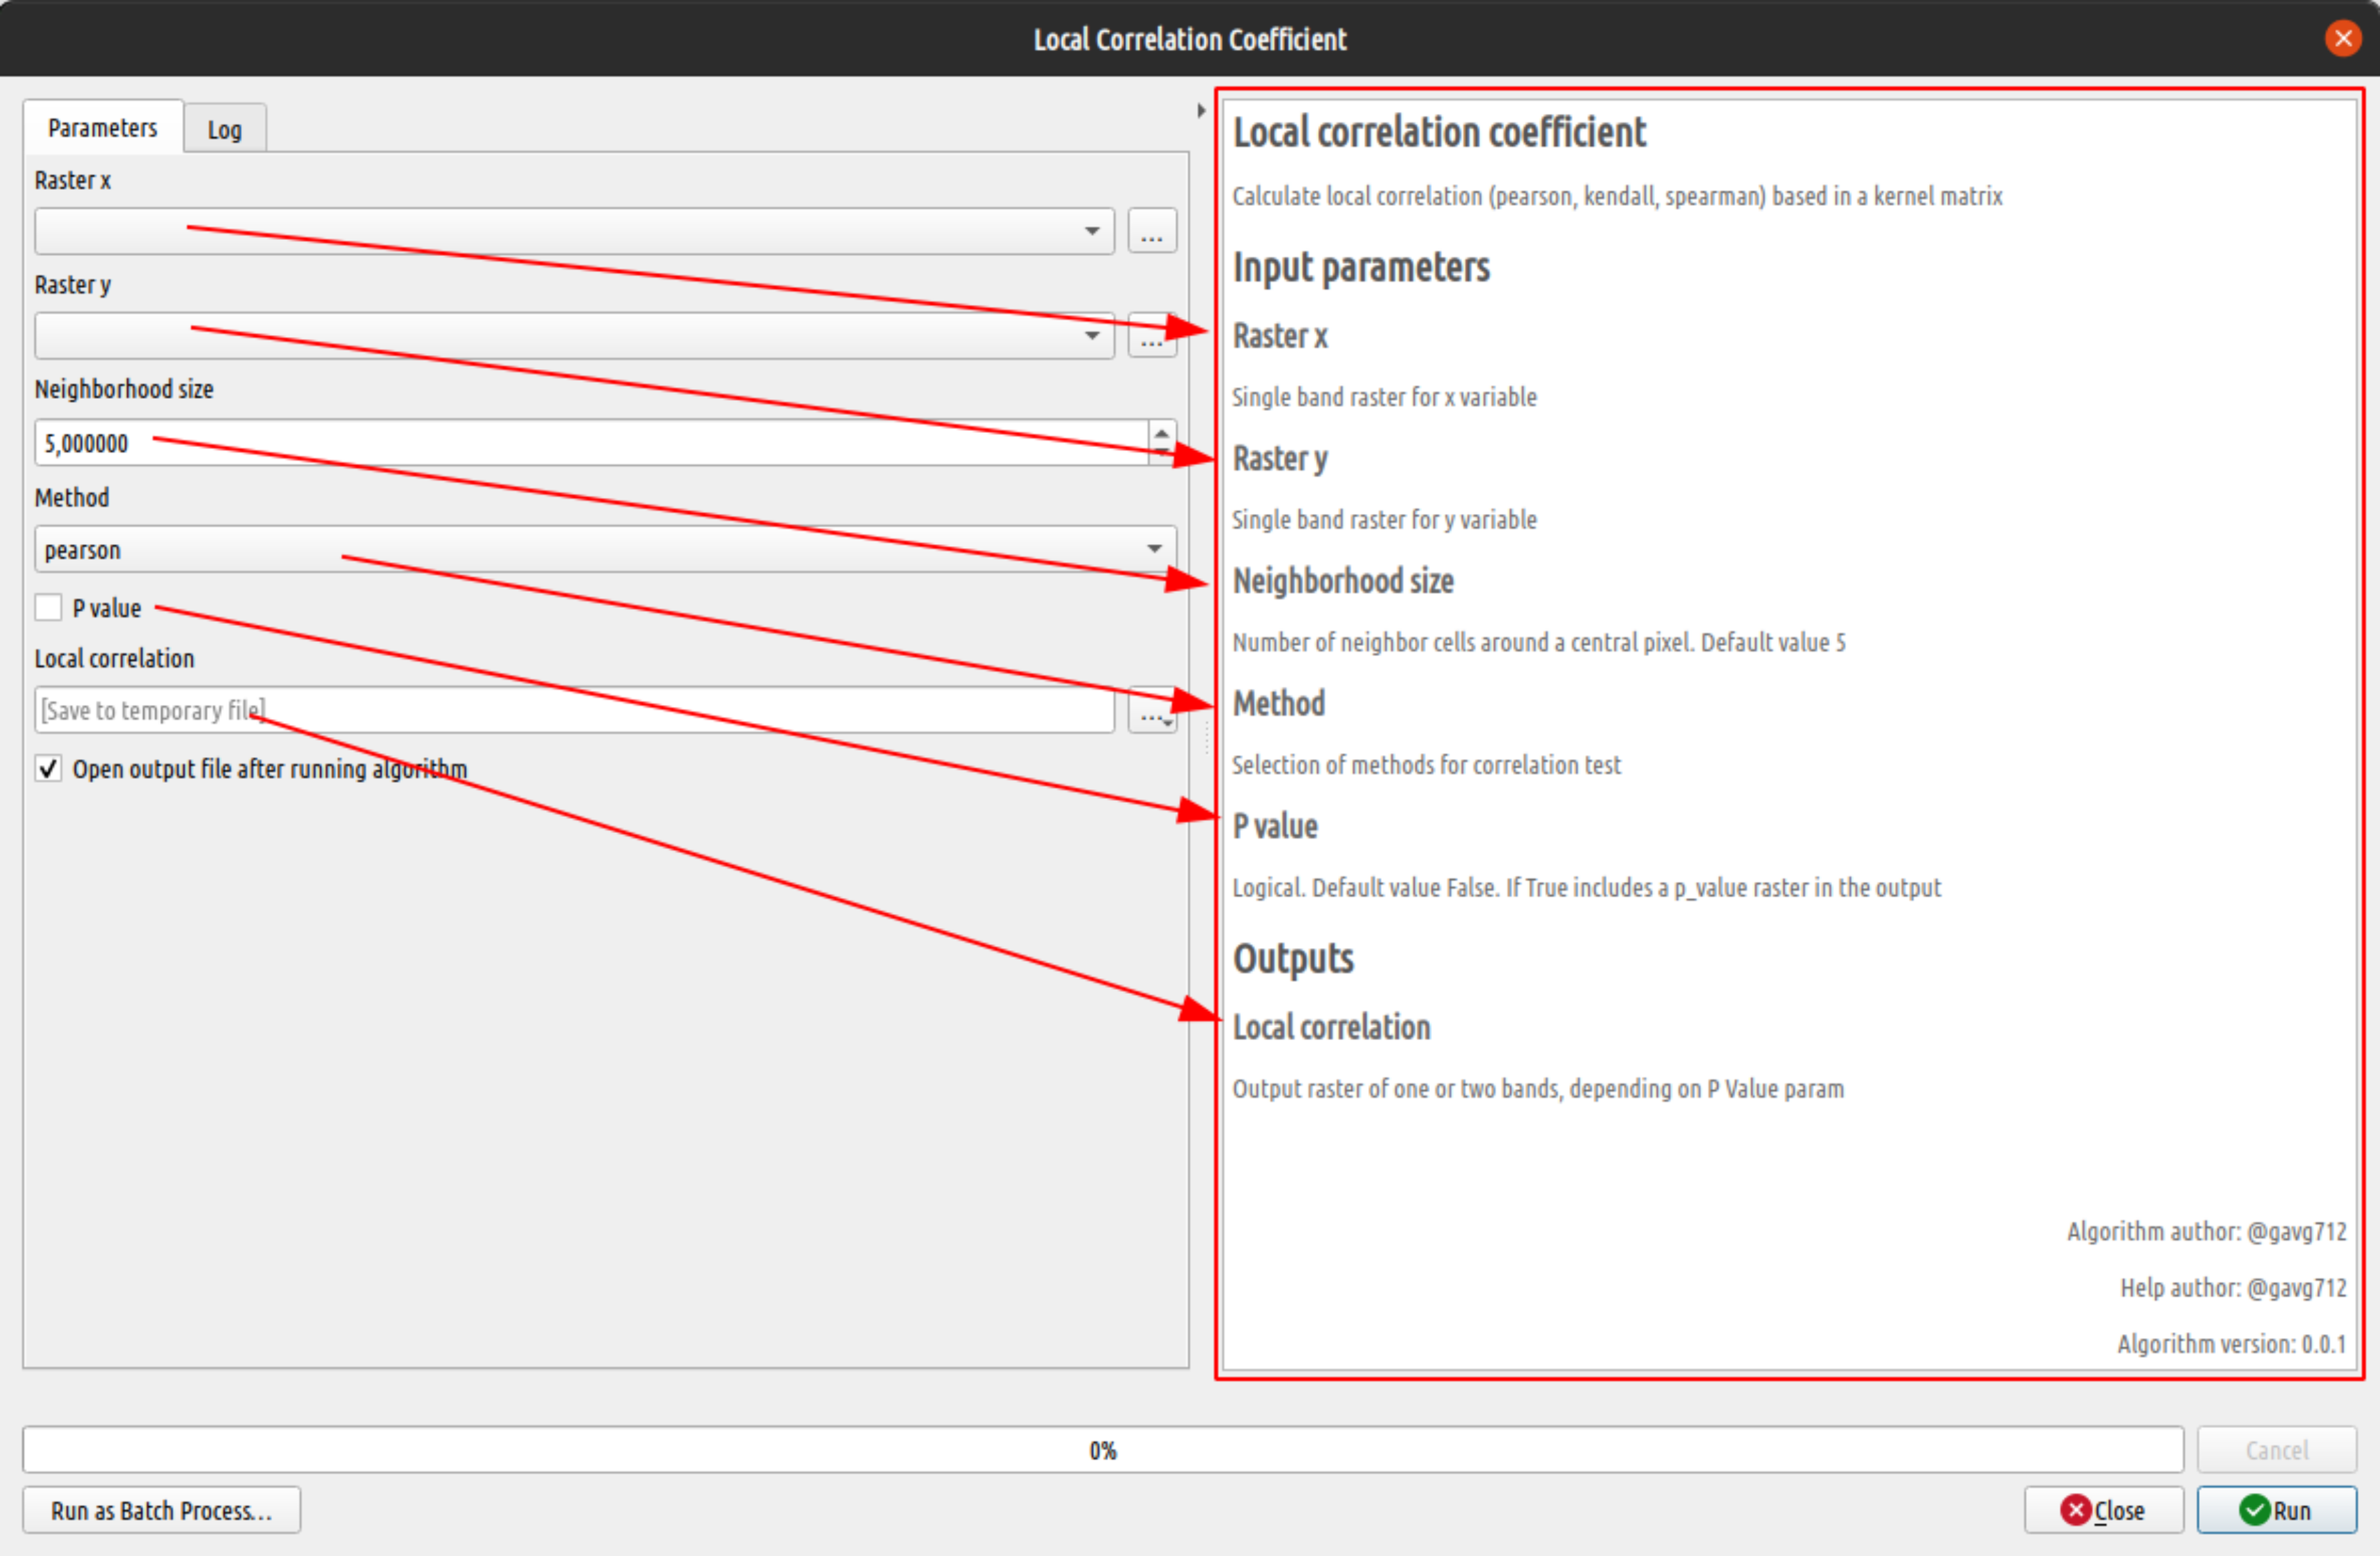 Local Correlation Coefficient
Parameters
Log
Raster x
...
Raster y
...
Neighborhood size
5,000000
Method
pearson
P value
Local correlation
[Save to temporary file]
...
Open output file after running algorithm
Local correlation coefficient
Calculate local correlation (pearson, kendall, spearman) based in a kernel matrix
Input parameters
Raster x
Single band raster for x variable
Raster y
Single band raster for y variable
Neighborhood size
Number of neighbor cells around a central pixel. Default value 5
Method
Selection of methods for correlation test
P value
Logical. Default value False. If True includes a p_value raster in the output
Outputs
Local correlation
Output raster of one or two bands, depending on P Value param
Algorithm author: @gavg712
Help author: @gavg712
Algorithm version: 0.0.1
0%
Cancel
Run as Batch Process...
Close
Run